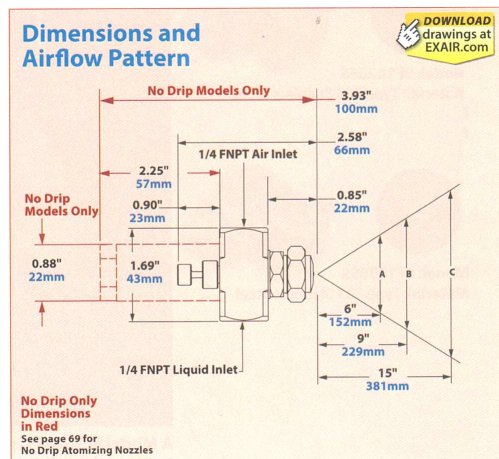 Dimensions and
Airflow Pattern
DOWNLOAD
drawings at
EXAIR.com
No Drip Models Only
3.93"
100mm
2.58"
66mm
1/4 FNPT Air Inlet
2.25"
57mm
0.85"
22mm
No Drip
Models Only
0.90"
23mm
0.88"
22mm
1.69"
43mm
A
B
C
6"
152mm
9"
229mm
15"
381mm
1/4 FNPT Liquid Inlet
No Drip Only
Dimensions
in Red
See page 69 for
No Drip Atomizing Nozzles